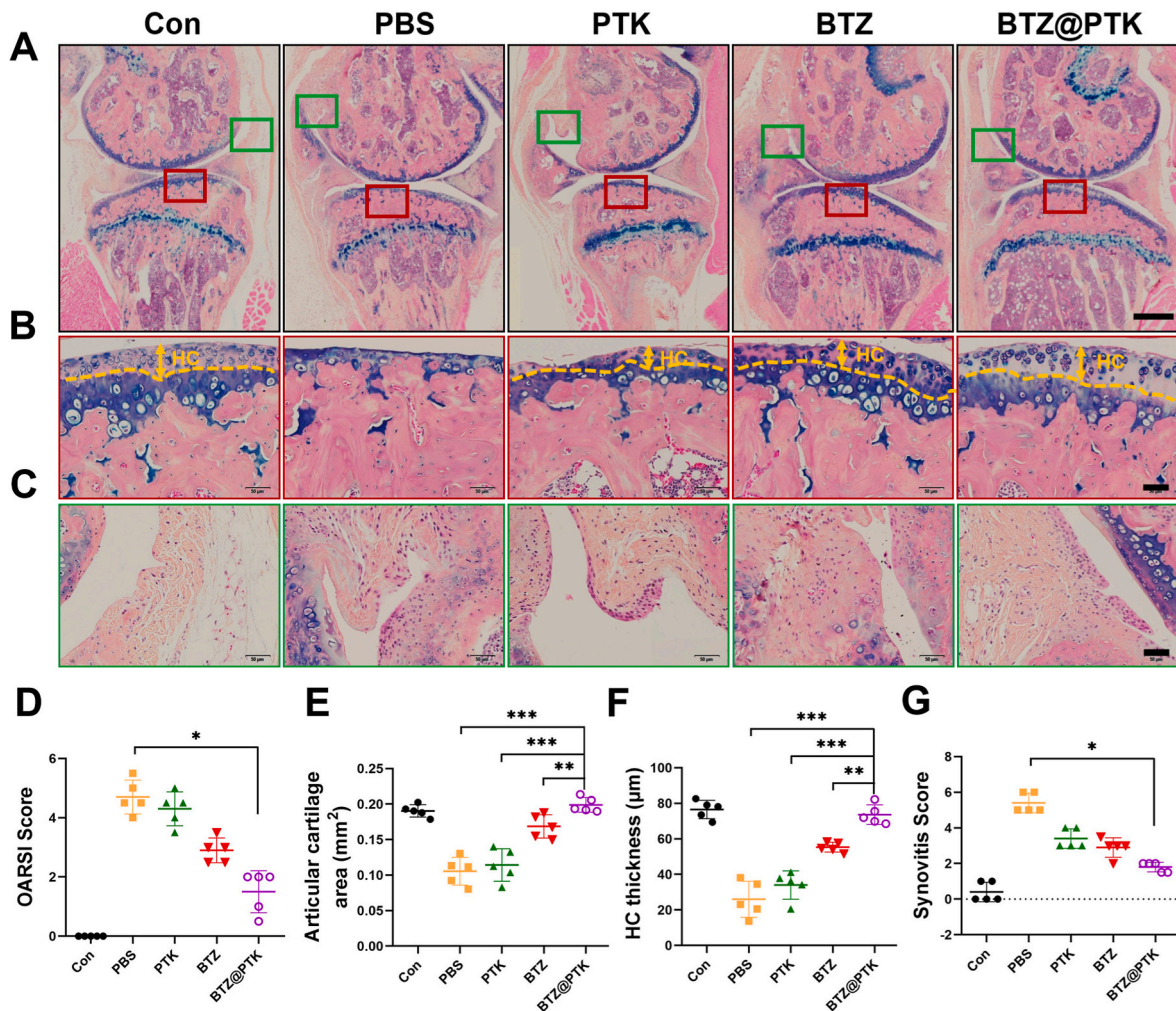 Con PBS PTK BTZ BTZ@PTK
A
B
HC HC HC HC
50 μm 50 μm 50 μm 50 μm 50 μm
C
50 μm 50 μm 50 μm 50 μm 50 μm
D
*
OARSI Score
6
4
2
0
Con PBS PTK BTZ BTZ@PTK
E
***
***
**
Articular cartilage
area (mm²)
0.25
0.20
0.15
0.10
0.05
0.00
Con PBS PTK BTZ BTZ@PTK
F
***
***
**
HC thickness (μm)
100
80
60
40
20
0
Con PBS PTK BTZ BTZ@PTK
G
*
Synovitis Score
8
6
4
2
0
-2
Con PBS PTK BTZ BTZ@PTK